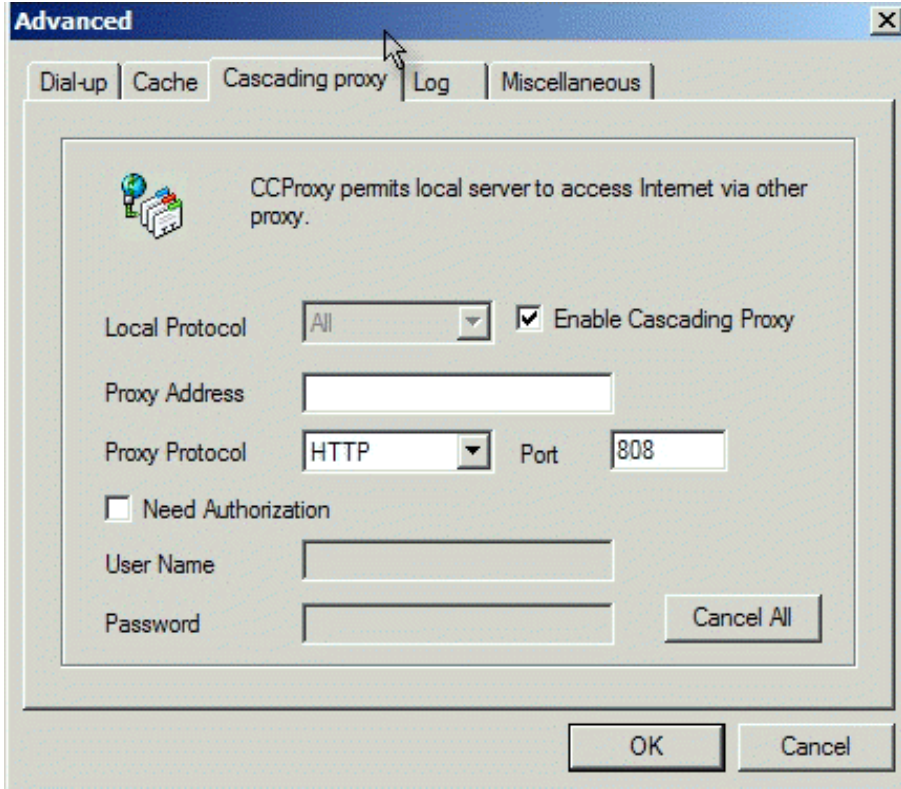 Advanced
Dial-up Cache Cascading proxy Log Miscellaneous
CCProxy permits local server to access Internet via other
proxy.
Local Protocol All Enable Cascading Proxy
Proxy Address
Proxy Protocol HTTP Port 808
Need Authorization
User Name
Password Cancel All
OK Cancel